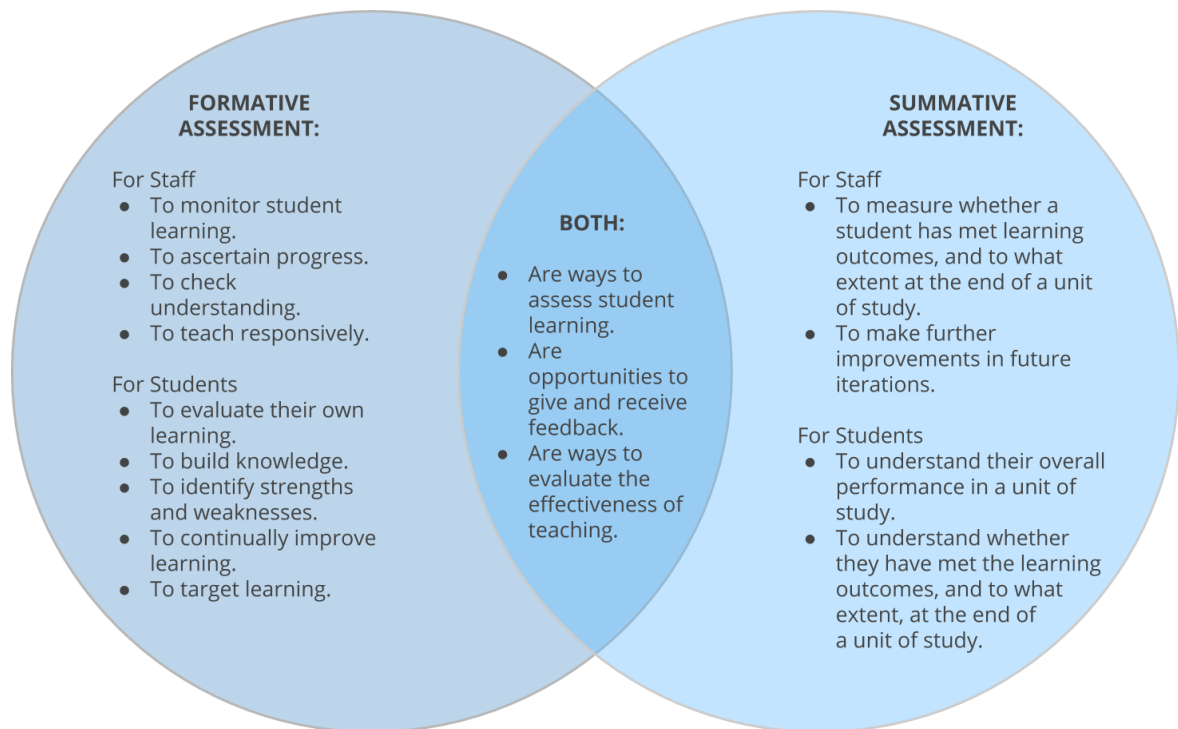 FORMATIVE
ASSESSMENT:
For Staff
● To monitor student
learning.
● To ascertain progress.
● To check
understanding.
● To teach responsively.
For Students
● To evaluate their own
learning.
● To build knowledge.
● To identify strengths
and weaknesses.
● To continually improve
learning.
● To target learning.
BOTH:
● Are ways to
assess student
learning.
● Are
opportunities to
give and receive
feedback.
● Are ways to
evaluate the
effectiveness of
teaching.
SUMMATIVE
ASSESSMENT:
For Staff
● To measure whether a
student has met learning
outcomes, and to what
extent at the end of a unit
of study.
● To make further
improvements in future
iterations.
For Students
● To understand their overall
performance in a unit of
study.
● To understand whether
they have met the learning
outcomes, and to what
extent, at the end of
a unit of study.